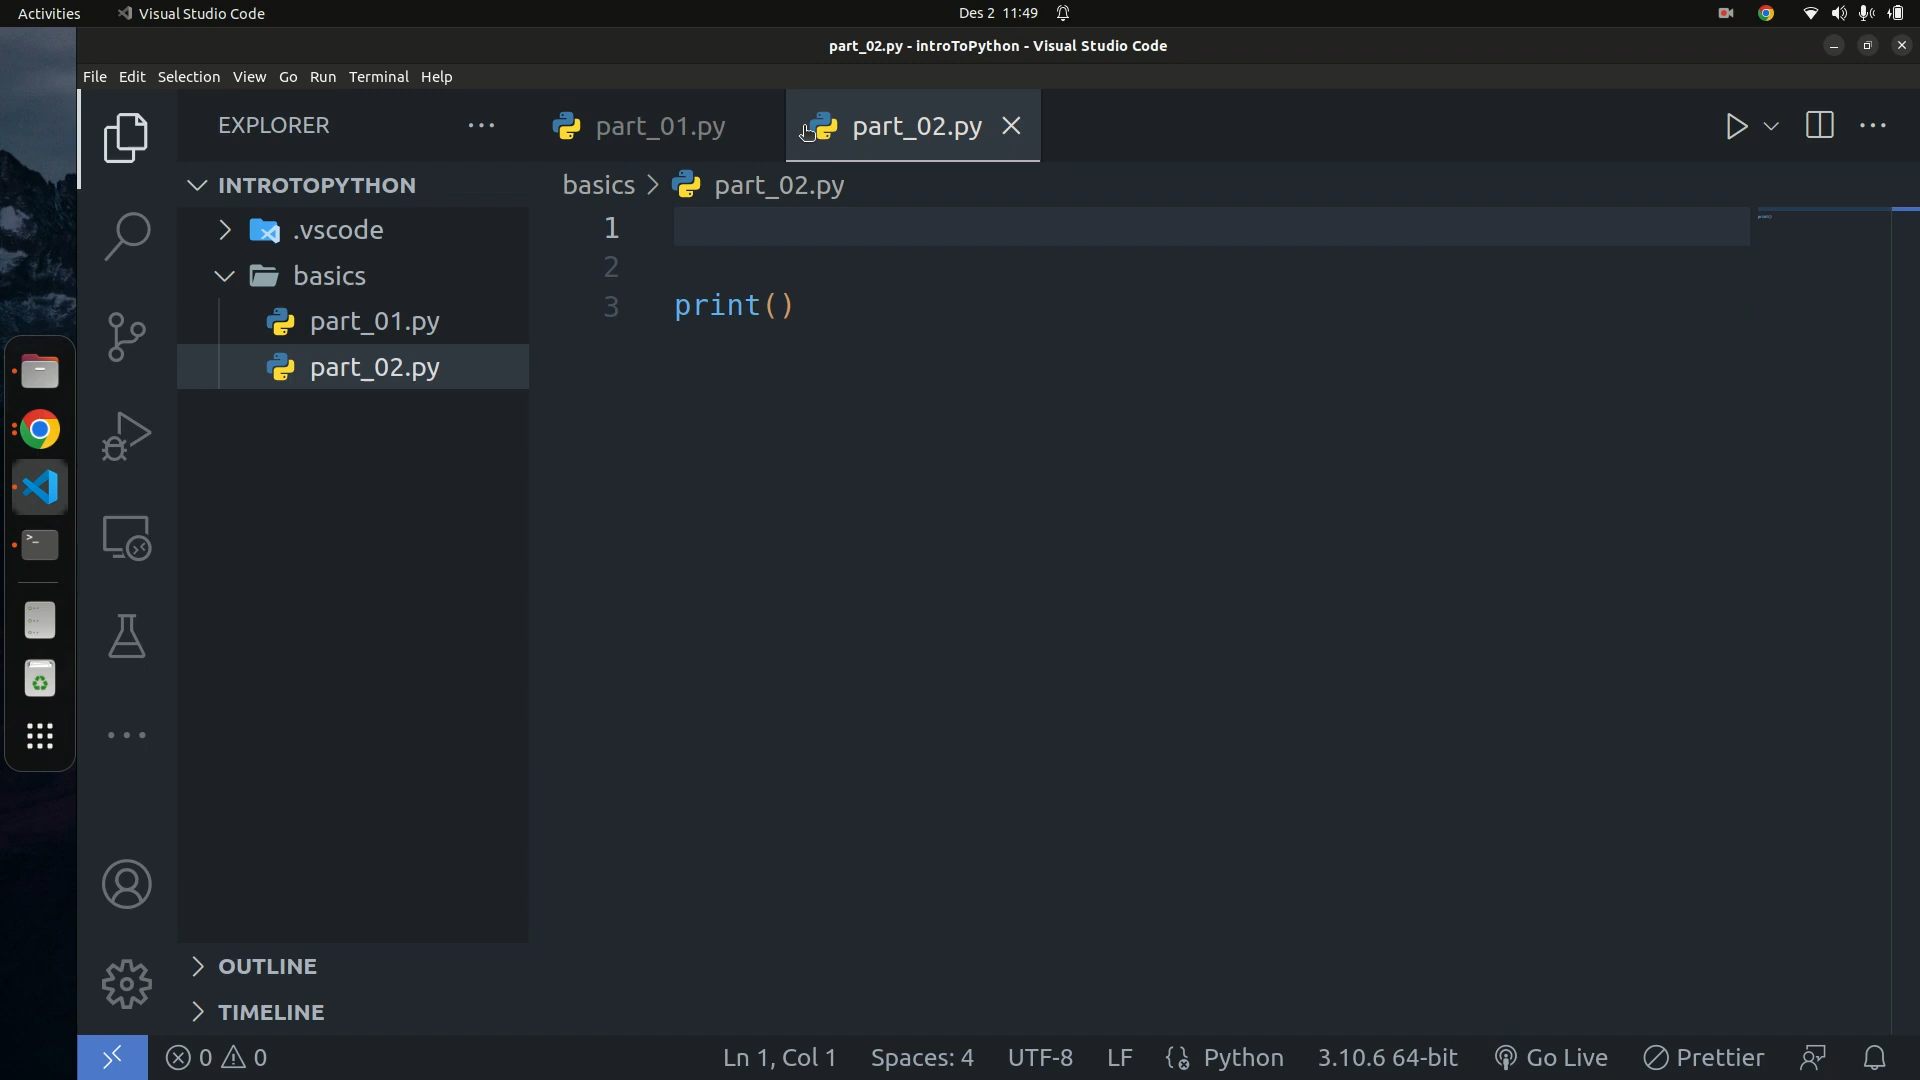 Activities Visual Studio Code Des 2 11:49
part_02.py - introToPython - Visual Studio Code
File Edit Selection View Go Run Terminal Help
EXPLORER ··· part_01.py part_02.py
INTROTOPYTHON
basics > part_02.py
.vscode
basics
part_01.py
part_02.py
1
2
3 print()
OUTLINE
TIMELINE
0 0 Ln 1, Col 1 Spaces: 4 UTF-8 LF Python 3.10.6 64-bit Go Live Prettier